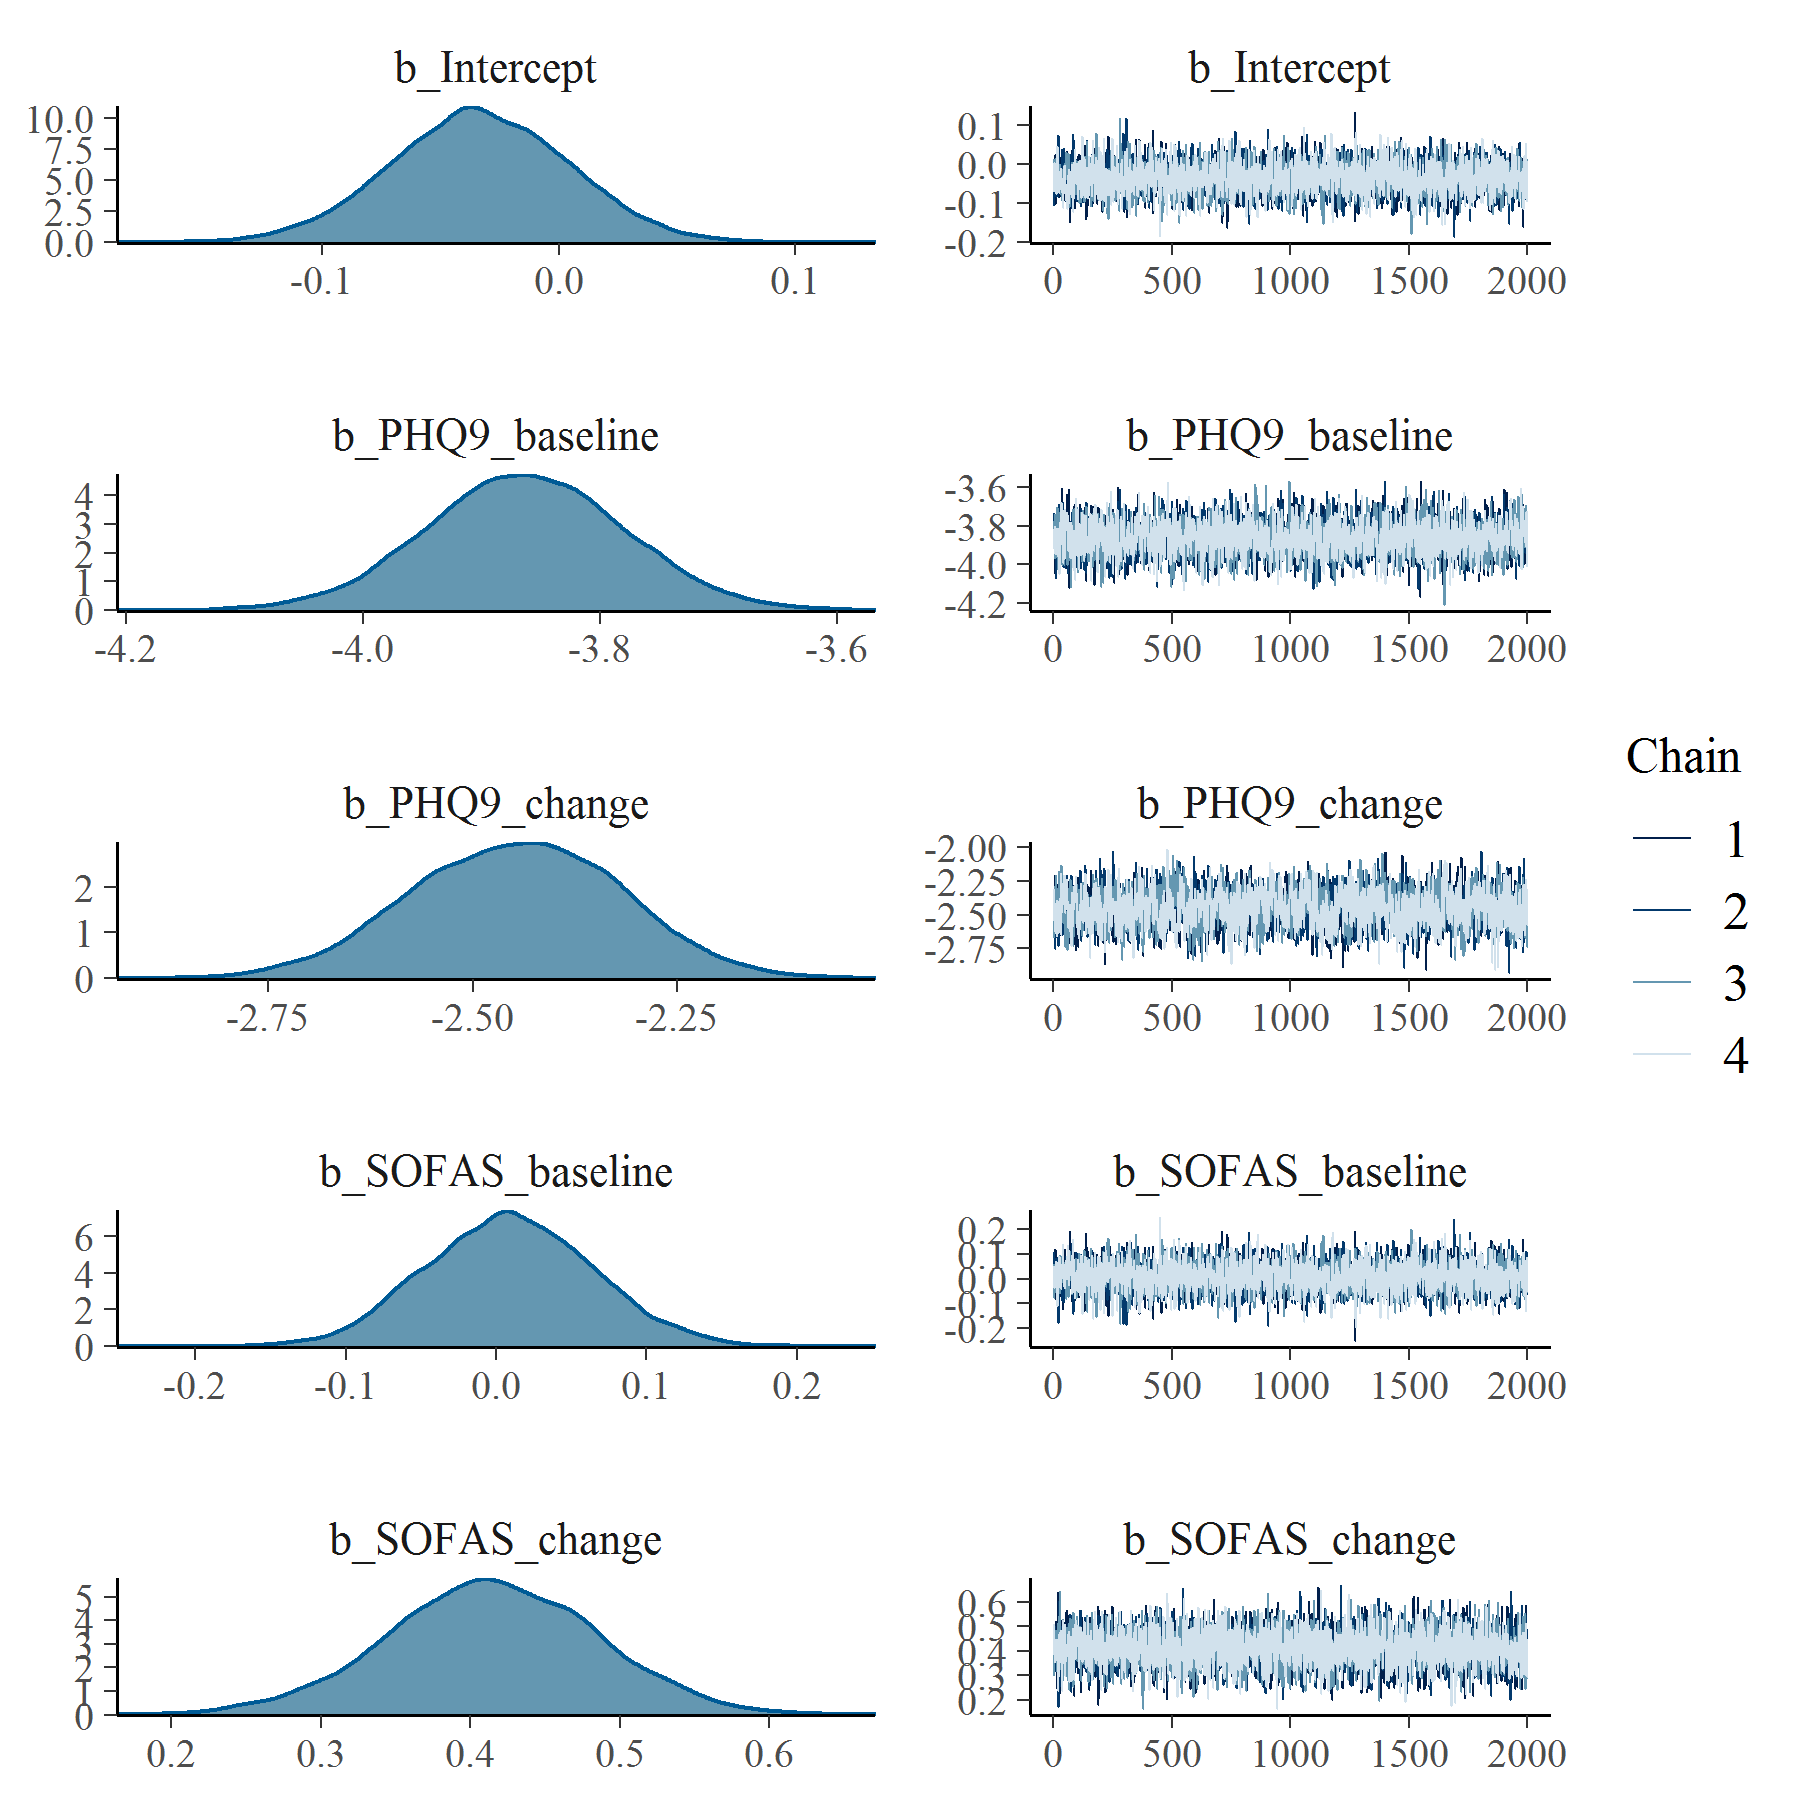 b_Intercept
10.0
7.5
5.0
2.5
0.0
-0.1 0.0 0.1
b_Intercept
0.1
0.0
-0.1
-0.2
0 500 1000 1500 2000
b_PHQ9_baseline
4
3
2
1
0
-4.2 -4.0 -3.8 -3.6
b_PHQ9_baseline
-3.6
-3.8
-4.0
-4.2
0 500 1000 1500 2000
b_PHQ9_change
2
1
0
-2.75 -2.50 -2.25
b_PHQ9_change
-2.00
-2.25
-2.50
-2.75
0 500 1000 1500 2000
b_SOFAS_baseline
6
4
2
0
-0.2 -0.1 0.0 0.1 0.2
b_SOFAS_baseline
0.2
0.1
0.0
-0.1
-0.2
0 500 1000 1500 2000
b_SOFAS_change
5
4
3
2
1
0
0.2 0.3 0.4 0.5 0.6
b_SOFAS_change
0.6
0.5
0.4
0.3
0.2
0 500 1000 1500 2000
Chain
1
2
3
4